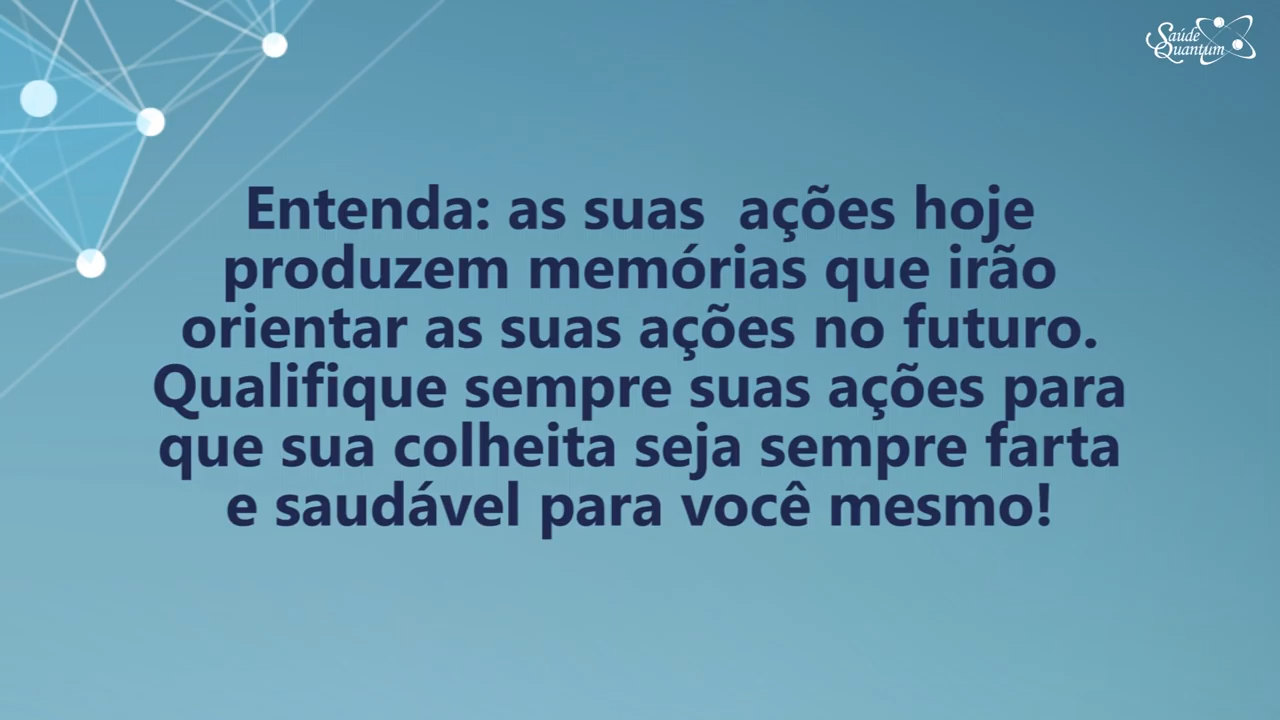 Saúde
Quantum
Entenda: as suas  ações hoje
produzem memórias que irão
orientar as suas ações no futuro.
Qualifique sempre suas ações para
que sua colheita seja sempre farta
e saudável para você mesmo!